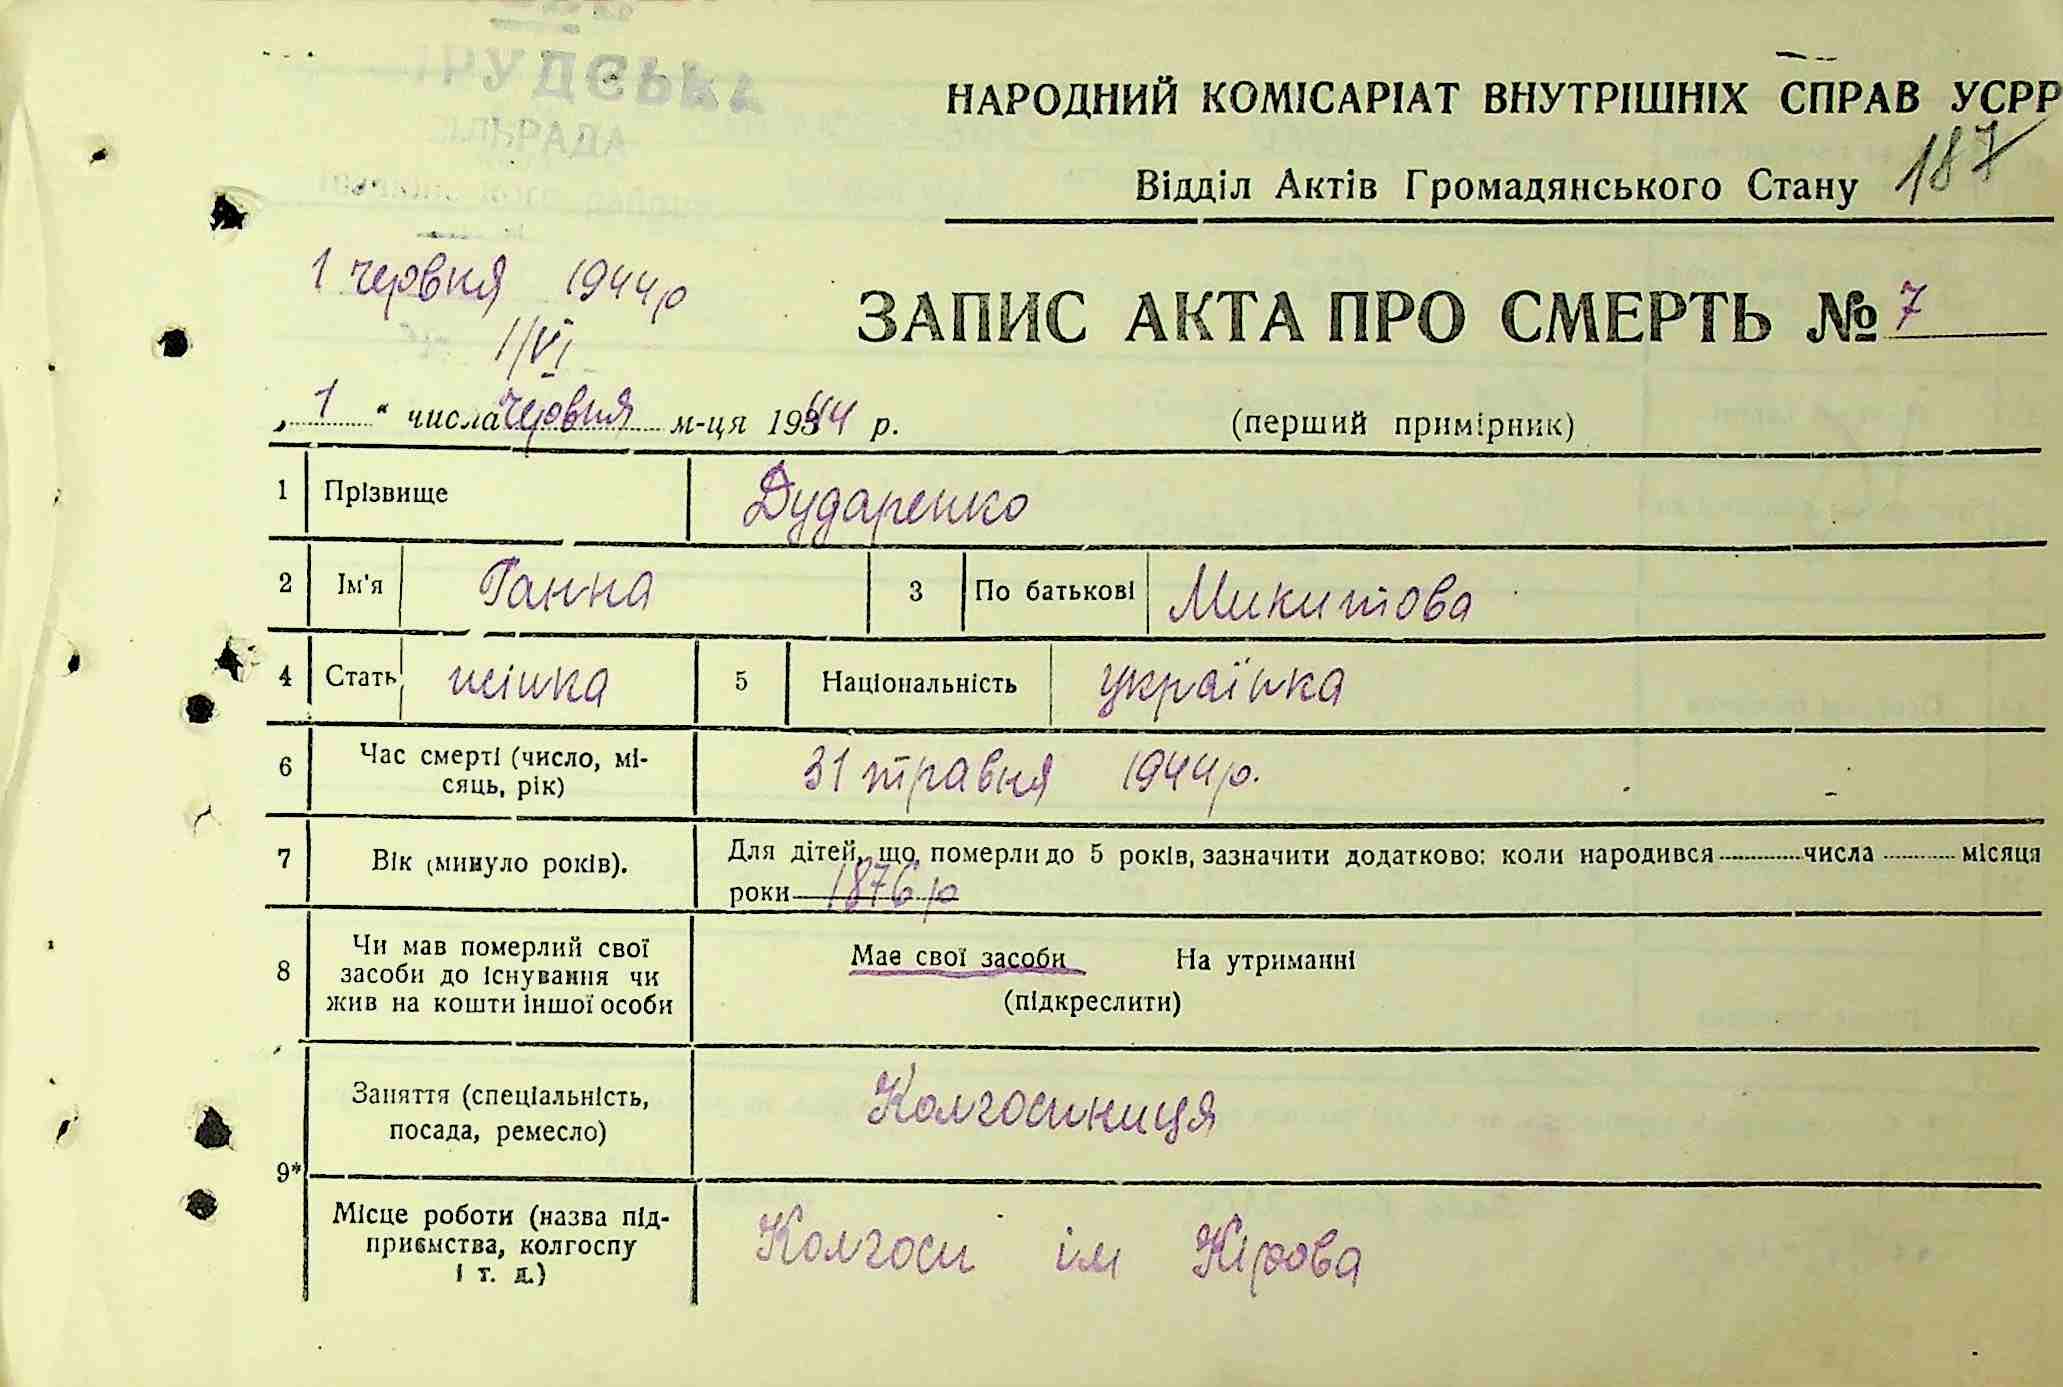 СІЛЬРАДА
НАРОДНИЙ КОМІСАРІАТ ВНУТРІШНІХ СПРАВ УСРР
Відділ Актів Громадянського Стану 187
1 червня 1944 р
1/VI
ЗАПИС АКТА ПРО СМЕРТЬ № 7
„1“ числа червня м-ця 1944 р. (перший примірник)
1 Прізвище Дударенко
2 Ім'я Ганна 3 По батькові Микитова
4 Стать жінка 5 Національність українка
6 Час смерті (число, мі-
сяць, рік) 31 травня 1944 р.
7 Вік (минуло років). Для дітей, що померли до 5 років, зазначити додатково: коли народився числа місяця
роки 1876 р
8 Чи мав померлий свої
засоби до існування чи
жив на кошти іншої особи
Має свої засоби На утриманні
(підкреслити)
9* Заняття (спеціальність,
посада, ремесло) Колгоспниця
Місце роботи (назва під-
приємства, колгоспу
і т. д.) Колгосп ім Кірова